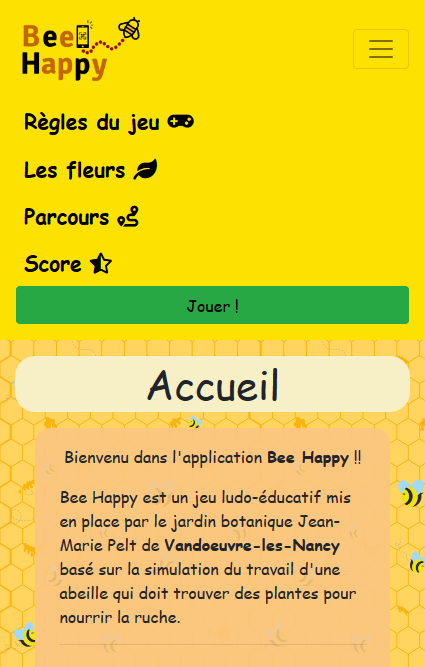 Bee
Happy
Règles du jeu
Les fleurs
Parcours
Score
Jouer !
Accueil
Bienvenu dans l'application Bee Happy !!
Bee Happy est un jeu ludo-éducatif mis
en place par le jardin botanique Jean-
Marie Pelt de Vandoeuvre-les-Nancy
basé sur la simulation du travail d'une
abeille qui doit trouver des plantes pour
nourrir la ruche.